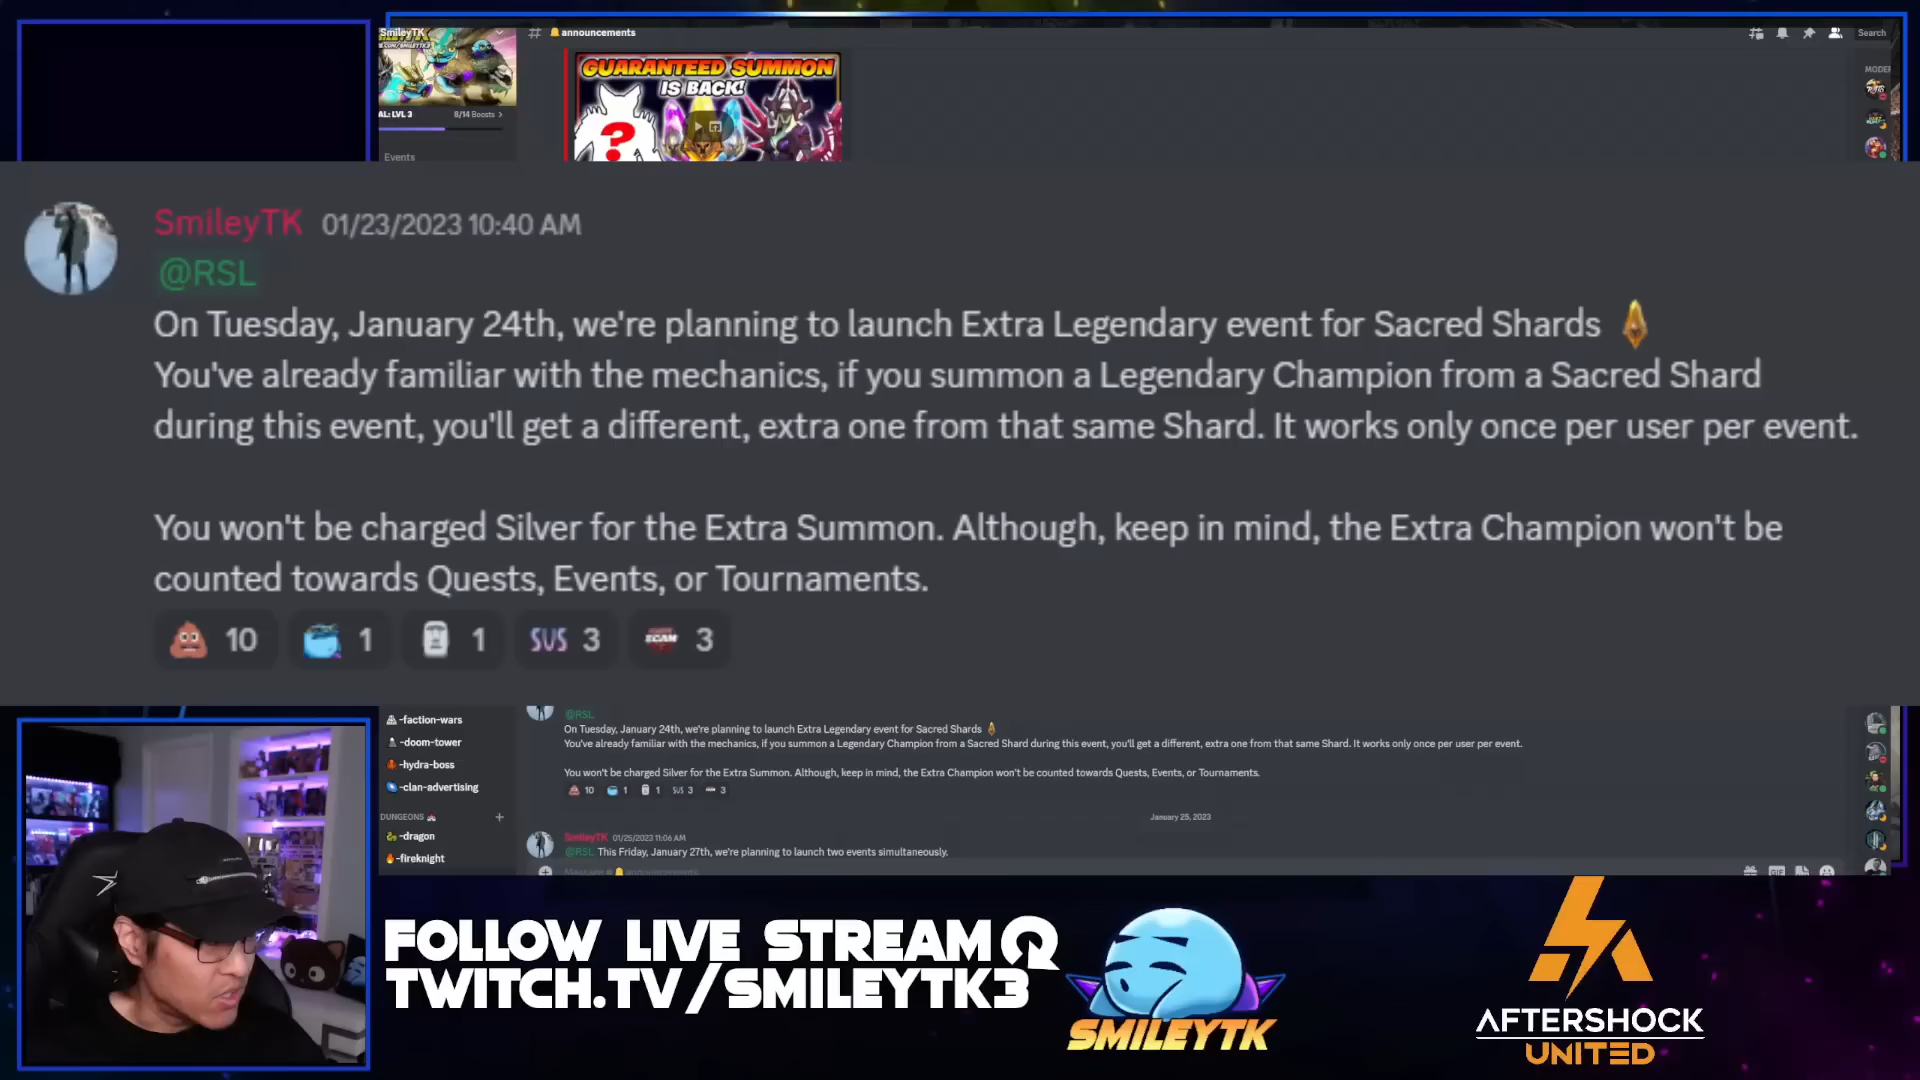 SmileyTK
announcements
Search
GUARANTEED SUMMON
IS BACK!
?
AL: LVL 3
8/14 Boosts >
Events
SmileyTK 01/23/2023 10:40 AM
@RSL
On Tuesday, January 24th, we're planning to launch Extra Legendary event for Sacred Shards
You've already familiar with the mechanics, if you summon a Legendary Champion from a Sacred Shard
during this event, you'll get a different, extra one from that same Shard. It works only once per user per event.
You won't be charged Silver for the Extra Summon. Although, keep in mind, the Extra Champion won't be
counted towards Quests, Events, or Tournaments.
10 1 1 SUS 3 SCAM 3
-faction-wars
-doom-tower
-hydra-boss
-clan-advertising
DUNGEONS
-dragon
-fireknight
@RSL
On Tuesday, January 24th, we're planning to launch Extra Legendary event for Sacred Shards
You've already familiar with the mechanics, if you summon a Legendary Champion from a Sacred Shard during this event, you'll get a different, extra one from that same Shard. It works only once per user per event.
You won't be charged Silver for the Extra Summon. Although, keep in mind, the Extra Champion won't be counted towards Quests, Events, or Tournaments.
10 1 1 SUS 3 3
January 25, 2023
SmileyTK 01/25/2023 11:06 AM
@RSL This Friday, January 27th, we're planning to launch two events simultaneously.
FOLLOW LIVE STREAM
TWITCH.TV/SMILEYTK3
SMILEYTK
AFTERSHOCK
UNITED